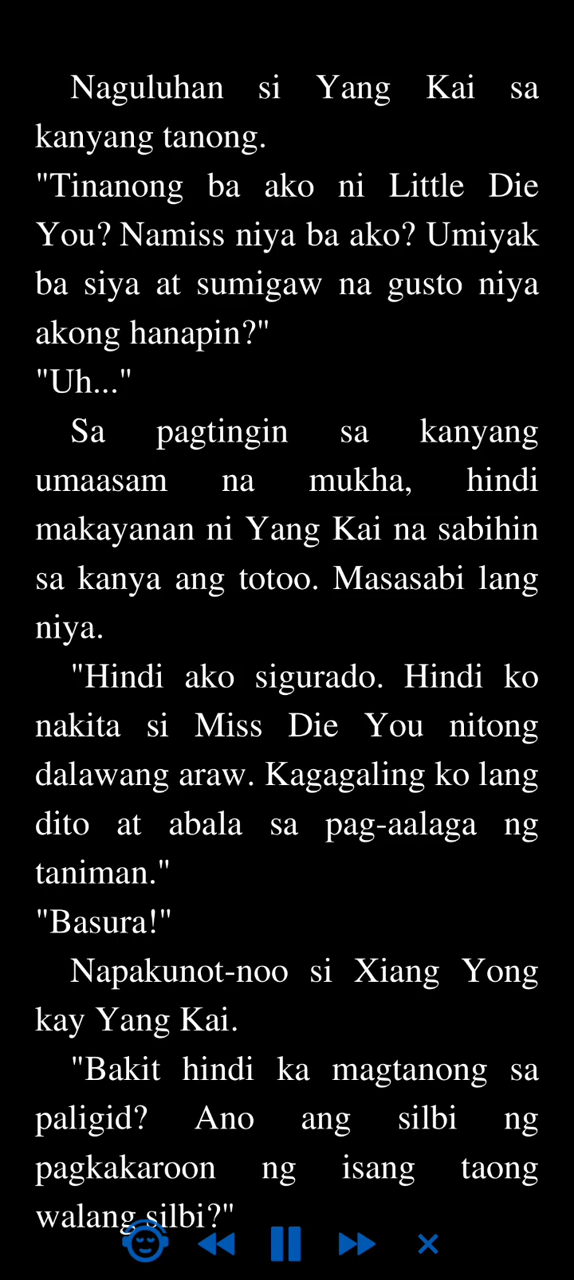 Naguluhan si Yang Kai sa
kanyang tanong.
"Tinanong ba ako ni Little Die
You? Namiss niya ba ako? Umiyak
ba siya at sumigaw na gusto niya
akong hanapin?"
"Uh..."
Sa pagtingin sa kanyang
umaasam na mukha, hindi
makayanan ni Yang Kai na sabihin
sa kanya ang totoo. Masasabi lang
niya.
"Hindi ako sigurado. Hindi ko
nakita si Miss Die You nitong
dalawang araw. Kagagaling ko lang
dito at abala sa pag-aalaga ng
taniman."
"Basura!"
Napakunot-noo si Xiang Yong
kay Yang Kai.
"Bakit hindi ka magtanong sa
paligid? Ano ang silbi ng
pagkakaroon ng isang taong
walang silbi?"